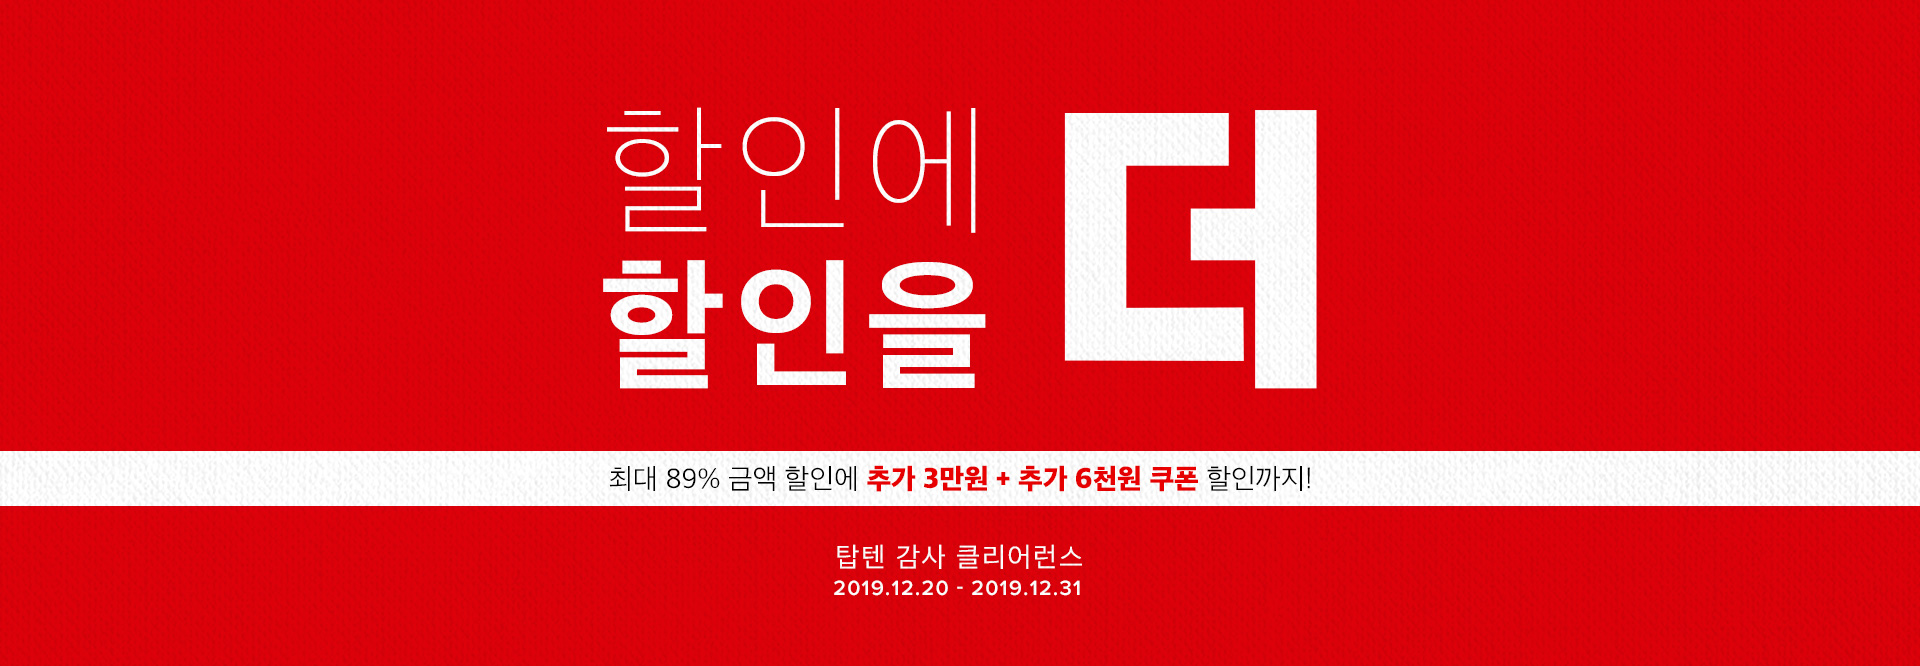 할인에
할인을 더
최대 89% 금액 할인에 추가 3만원 + 추가 6천원 쿠폰 할인까지!
탑텐 감사 클리어런스
2019.12.20 - 2019.12.31